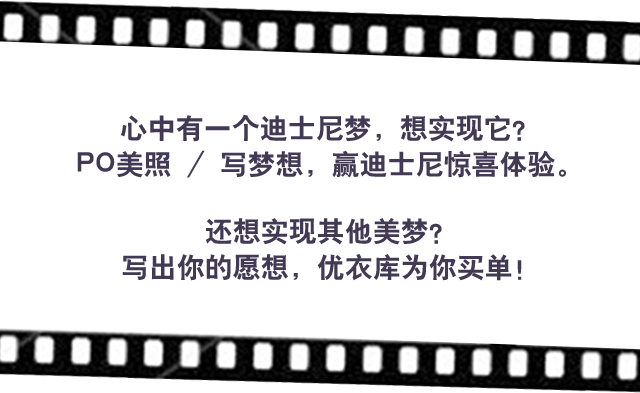 心中有一个迪士尼梦，想实现它?
PO美照 / 写梦想，赢迪士尼惊喜体验。
还想实现其他美梦?
写出你的愿想，优衣库为你买单!